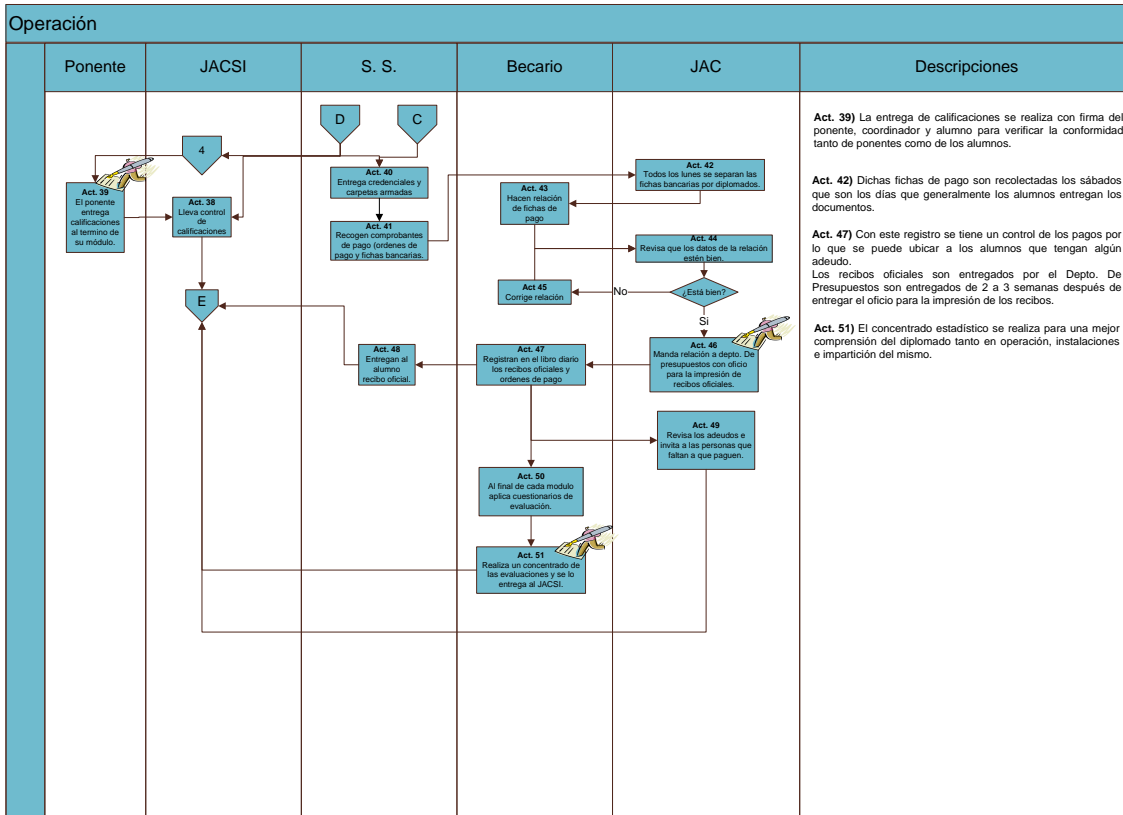 Operación
Ponente
JACSI
S. S.
Becario
JAC
Descripciones
D
C
4
Act. 39
El ponente
entrega
calificaciones
al termino de
su módulo.
Act. 38
Lleva control
de
calificaciones
Act. 40
Entrega credenciales y
carpetas armadas
Act. 41
Recogen comprobantes
de pago (ordenes de
pago y fichas bancarias.
Act. 42
Todos los lunes se separan las
fichas bancarias por diplomados.
Act. 43
Hacen relación
de fichas de
pago
Act. 44
Revisa que los datos de la relación
estén bien.
Act 45
Corrige relación
No
¿Está bien?
Si
E
Act. 46
Manda relación a depto. De
presupuestos con oficio
para la impresión de
recibos oficiales.
Act. 47
Registran en el libro diario
los recibos oficiales y
ordenes de pago
Act. 48
Entregan al
alumno
recibo oficial.
Act. 49
Revisa los adeudos e
invita a las personas que
faltan a que paguen.
Act. 50
Al final de cada modulo
aplica cuestionarios de
evaluación.
Act. 51
Realiza un concentrado de
las evaluaciones y se lo
entrega al JACSI.
Act. 39) La entrega de calificaciones se realiza con firma del
ponente, coordinador y alumno para verificar la conformidad
tanto de ponentes como de los alumnos.
Act. 42) Dichas fichas de pago son recolectadas los sábados
que son los días que generalmente los alumnos entregan los
documentos.
Act. 47) Con este registro se tiene un control de los pagos por
lo que se puede ubicar a los alumnos que tengan algún
adeudo.
Los recibos oficiales son entregados por el Depto. De
Presupuestos son entregados de 2 a 3 semanas después de
entregar el oficio para la impresión de los recibos.
Act. 51) El concentrado estadístico se realiza para una mejor
comprensión del diplomado tanto en operación, instalaciones
e impartición del mismo.